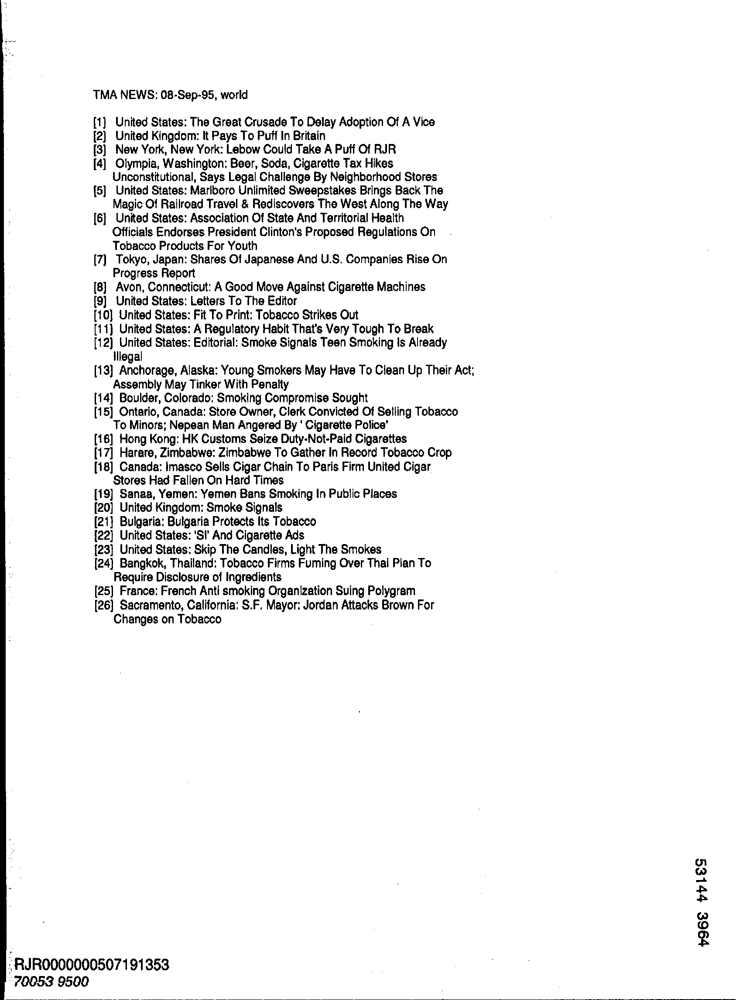 TMA NEWS: 08-Sep-95, world
[1] United States: The Great Crusade To Delay Adoption Of A Vice
[2] United Kingdom: It Pays To Puff In Britain
[3] New York, New York: Lebow Could Take A Puff Of RJR
[4] Olympia, Washington: Beer, Soda, Cigarette Tax Hikes
Unconstitutional, Says Legal Challenge By Neighborhood Stores
[5] United States: Marlboro Unlimited Sweepstakes Brings Back The
Magic Of Railroad Travel & Rediscovers The West Along The Way
[6] United States: Association Of State And Territorial Health
Officials Endorses President Clinton's Proposed Regulations On
Tobacco Products For Youth
[7] Tokyo, Japan: Shares Of Japanese And U.S. Companies Rise On
Progress Report
[8] Avon, Connecticut: A Good Move Against Cigarette Machines
[9] United States: Letters To The Editor
[10] United States: Fit To Print: Tobacco Strikes Out
[11] United States: A Regulatory Habit That's Very Tough To Break
[12] United States: Editorial: Smoke Signals Teen Smoking Is Already
Illegal
[13] Anchorage, Alaska: Young Smokers May Have To Clean Up Their Act;
Assembly May Tinker With Penalty
[14] Boulder, Colorado: Smoking Compromise Sought
[15] Ontario, Canada: Store Owner, Clerk Convicted Of Selling Tobacco
To Minors; Nepean Man Angered By ' Cigarette Police'
[16] Hong Kong: HK Customs Seize Duty-Not-Paid Cigarettes
[17] Harare, Zimbabwe: Zimbabwe To Gather In Record Tobacco Crop
[18] Canada: Imasco Sells Cigar Chain To Paris Firm United Cigar
Stores Had Fallen On Hard Times
[19] Sanaa, Yemen: Yemen Bans Smoking In Public Places
[20] United Kingdom: Smoke Signals
[21] Bulgaria: Bulgaria Protects Its Tobacco
[22] United States: 'SI' And Cigarette Ads
[23] United States: Skip The Candles, Light The Smokes
[24] Bangkok, Thailand: Tobacco Firms Fuming Over Thai Plan To
Require Disclosure of Ingredients
[25] France: French Anti smoking Organization Suing Polygram
[26] Sacramento, California: S.F. Mayor: Jordan Attacks Brown For
Changes on Tobacco
53144 3964
RJR0000000507191353
70053 9500